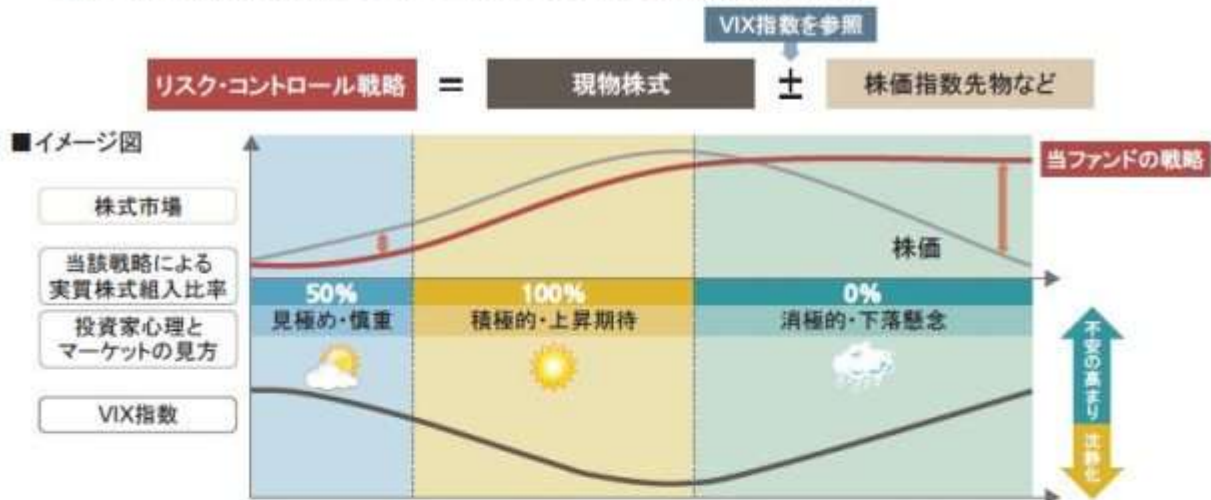 VIX指数を参照
リスク・コントロール戦略 = 現物株式 ± 株価指数先物など
■イメージ図
当ファンドの戦略
株式市場
株価
当該戦略による
実質株式組入比率
50% 100% 0%
見極め・慎重 積極的・上昇期待 消極的・下落懸念
投資家心理と
マーケットの見方
VIX指数
不安の高まり
沈静化